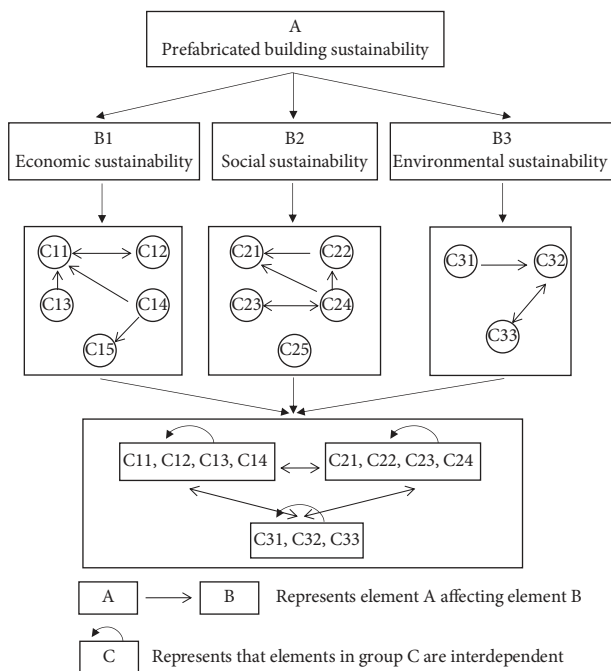 A
Prefabricated building sustainability
B1
Economic sustainability
B2
Social sustainability
B3
Environmental sustainability
C11 C12
C13 C14
C15
C21 C22
C23 C24
C25
C31 C32
C33
C11, C12, C13, C14
C21, C22, C23, C24
C31, C32, C33
A B Represents element A affecting element B
C Represents that elements in group C are interdependent